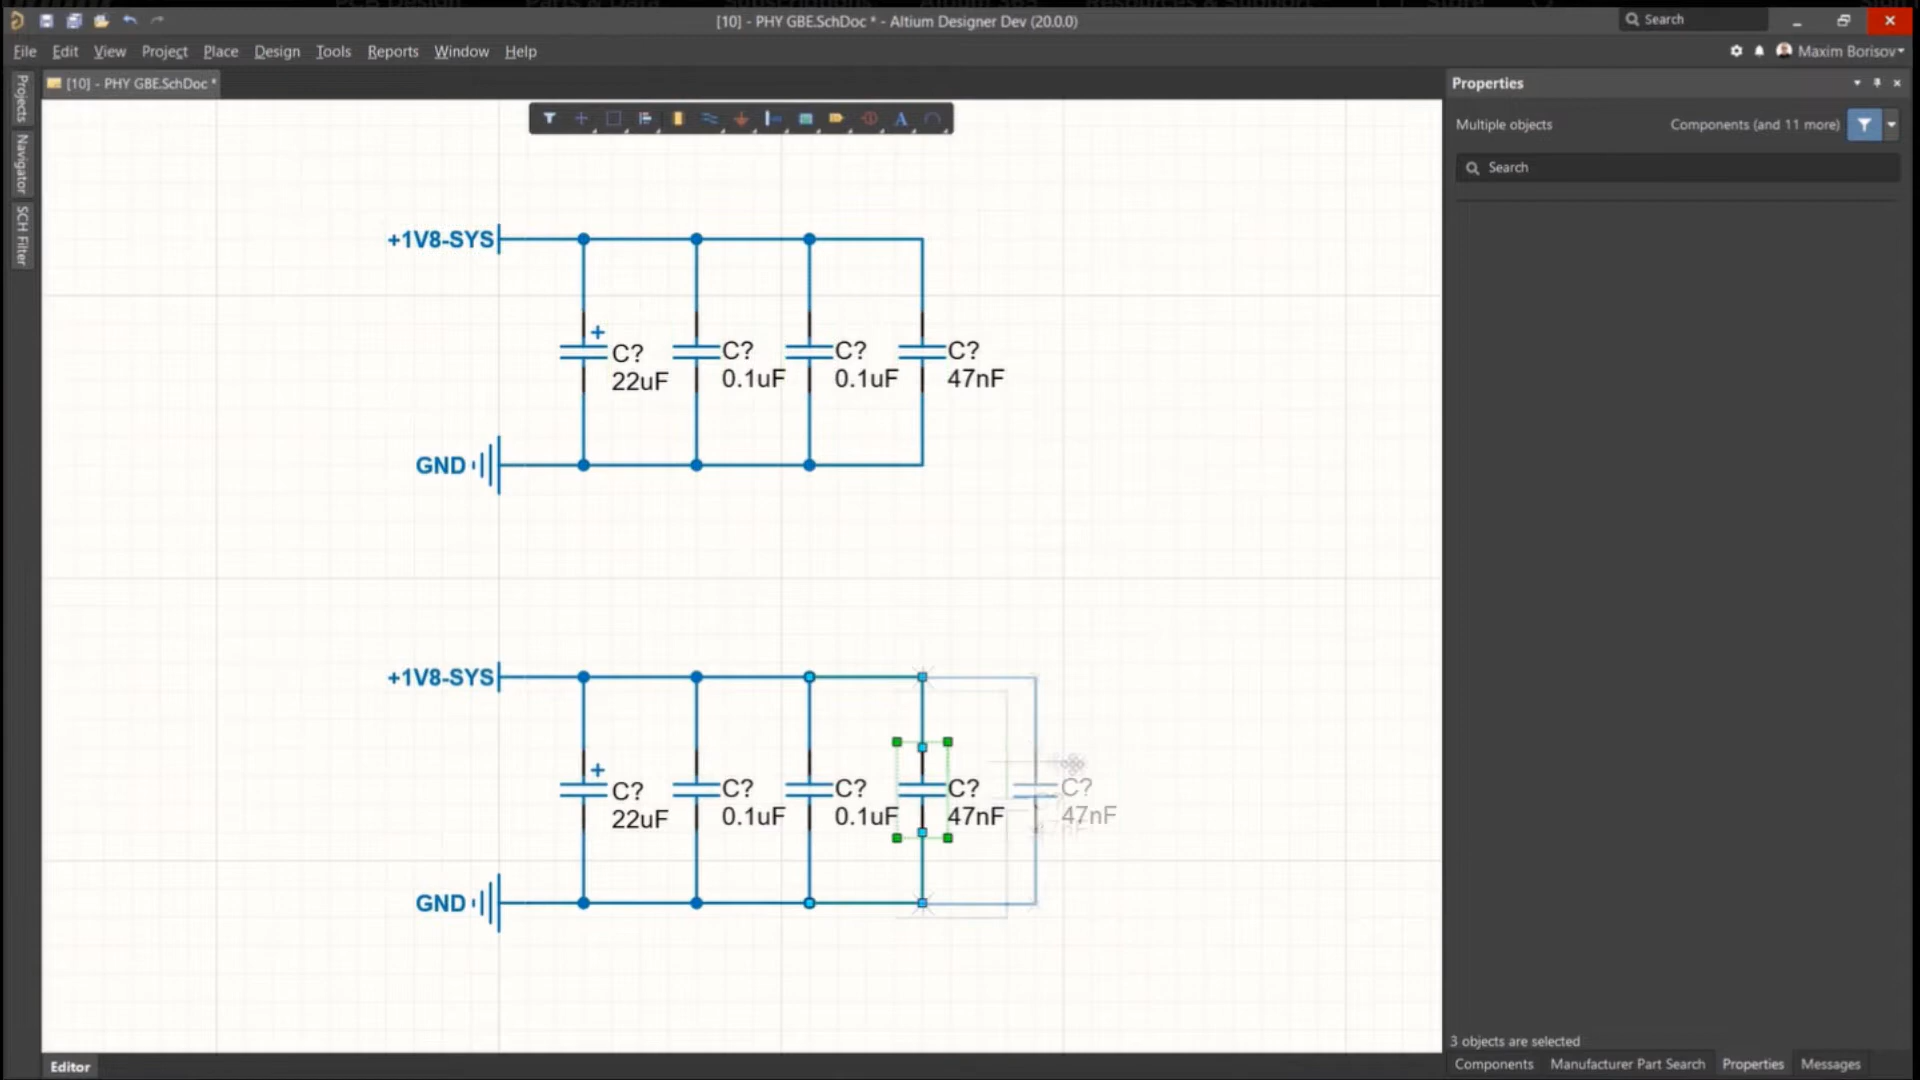 [10] - PHY GBE.SchDoc * - Altium Designer Dev (20.0.0)
Search
File Edit View Project Place Design Tools Reports Window Help
Maxim Borisov
[10] - PHY GBE.SchDoc *
Properties
Projects
Navigator
SCH Filter
Multiple objects
Components (and 11 more)
Search
A
+1V8-SYS
+
C? C? C? C?
22uF 0.1uF 0.1uF 47nF
GND
+1V8-SYS
+
C? C? C? C? C?
22uF 0.1uF 0.1uF 47nF 47nF
GND
3 objects are selected
Editor
Components Manufacturer Part Search Properties Messages